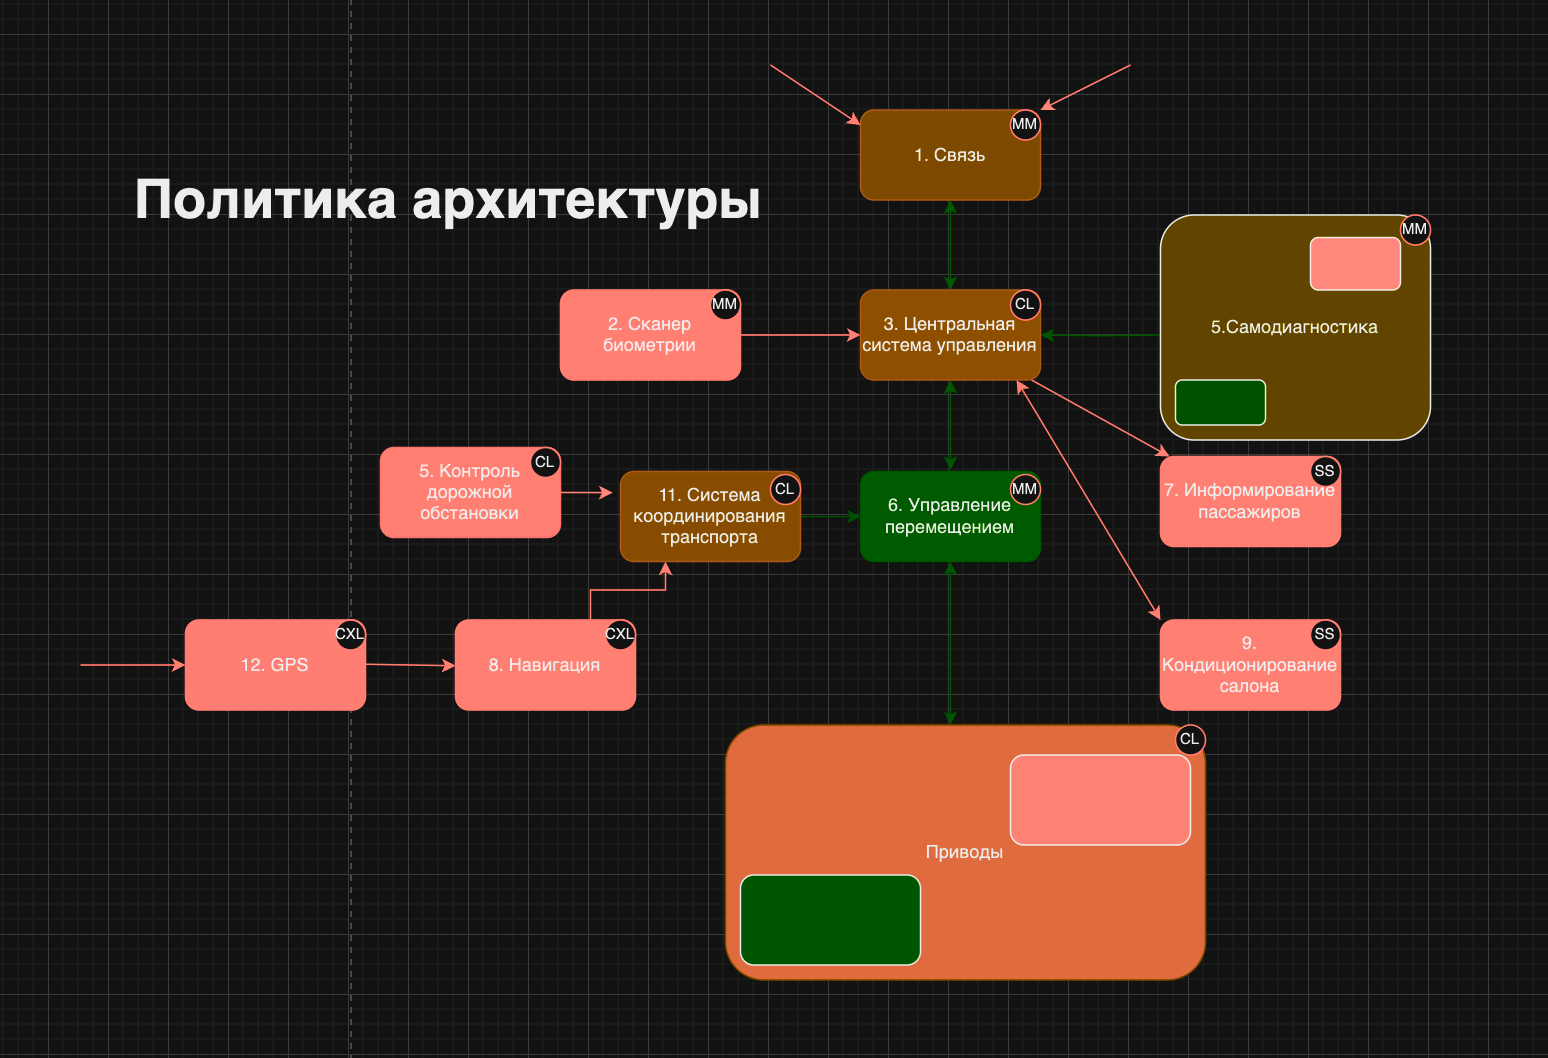 MM
1. Связь
Политика архитектуры
MM
2. Сканер
биометрии
CL
3. Центральная
система управления
MM
5.Самодиагностика
CL
5. Контроль
дорожной
обстановки
CL
11. Система
координирования
транспорта
MM
6. Управление
перемещением
SS
7. Информирование
пассажиров
CXL
12. GPS
CXL
8. Навигация
SS
9.
Кондиционирование
салона
CL
Приводы